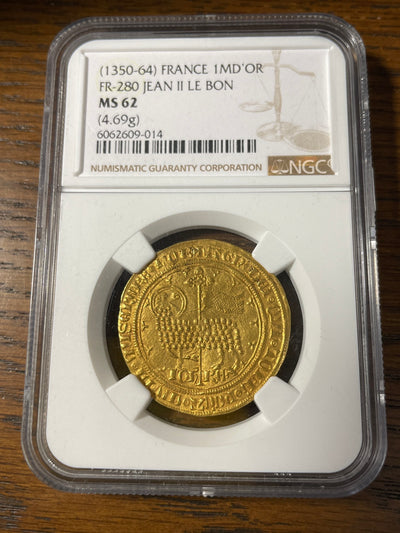 (1350-64) FRANCE 1MD'OR
FR-280 JEAN II LE BON
MS 62
(4.69g)
6062609-014
NUMISMATIC GUARANTY CORPORATION NGC